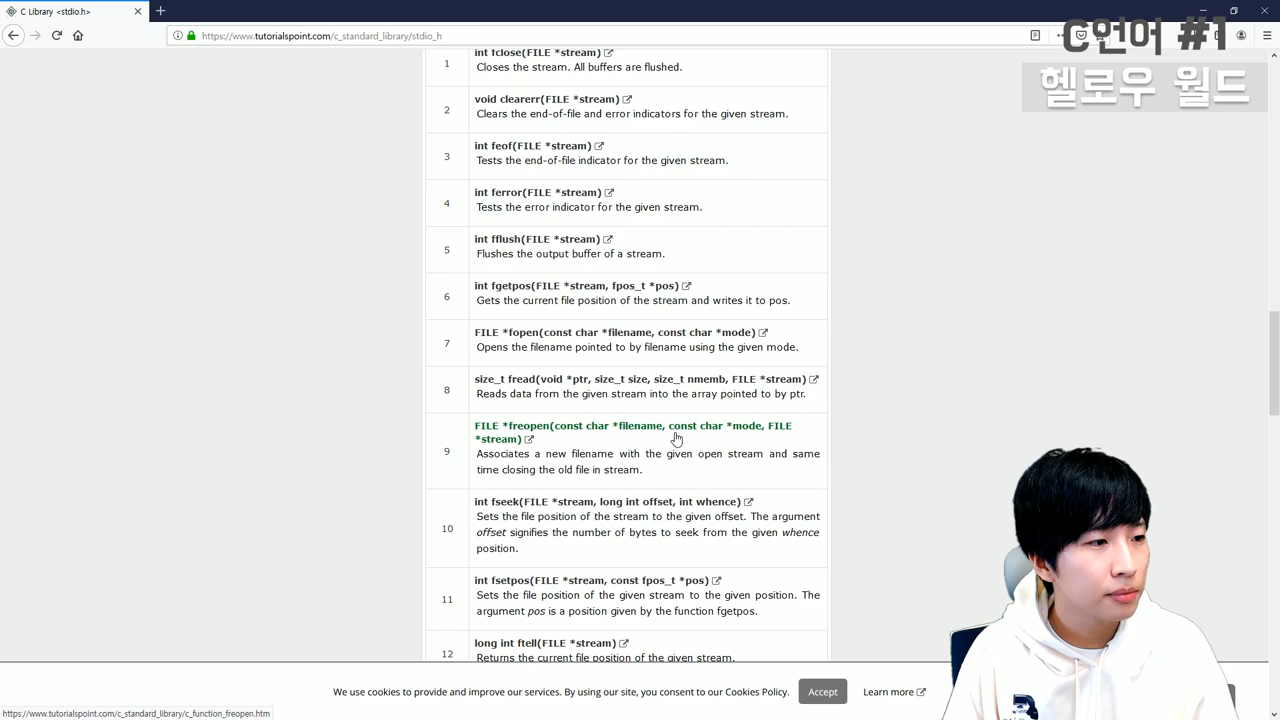 C Library <stdio.h>
https://www.tutorialspoint.com/c_standard_library/stdio_h
C언어 #1
헬로우 월드
int fclose(FILE *stream)
1
Closes the stream. All buffers are flushed.
void clearerr(FILE *stream)
2
Clears the end-of-file and error indicators for the given stream.
int feof(FILE *stream)
3
Tests the end-of-file indicator for the given stream.
int ferror(FILE *stream)
4
Tests the error indicator for the given stream.
int fflush(FILE *stream)
5
Flushes the output buffer of a stream.
int fgetpos(FILE *stream, fpos_t *pos)
6
Gets the current file position of the stream and writes it to pos.
FILE *fopen(const char *filename, const char *mode)
7
Opens the filename pointed to by filename using the given mode.
size_t fread(void *ptr, size_t size, size_t nmemb, FILE *stream)
8
Reads data from the given stream into the array pointed to by ptr.
FILE *freopen(const char *filename, const char *mode, FILE
*stream)
9
Associates a new filename with the given open stream and same
time closing the old file in stream.
int fseek(FILE *stream, long int offset, int whence)
Sets the file position of the stream to the given offset. The argument
10
offset signifies the number of bytes to seek from the given whence
position.
int fsetpos(FILE *stream, const fpos_t *pos)
Sets the file position of the given stream to the given position. The
11
argument pos is a position given by the function fgetpos.
long int ftell(FILE *stream)
12
Returns the current file position of the given stream.
We use cookies to provide and improve our services. By using our site, you consent to our Cookies Policy.
Accept
Learn more
https://www.tutorialspoint.com/c_standard_library/c_function_freopen.htm